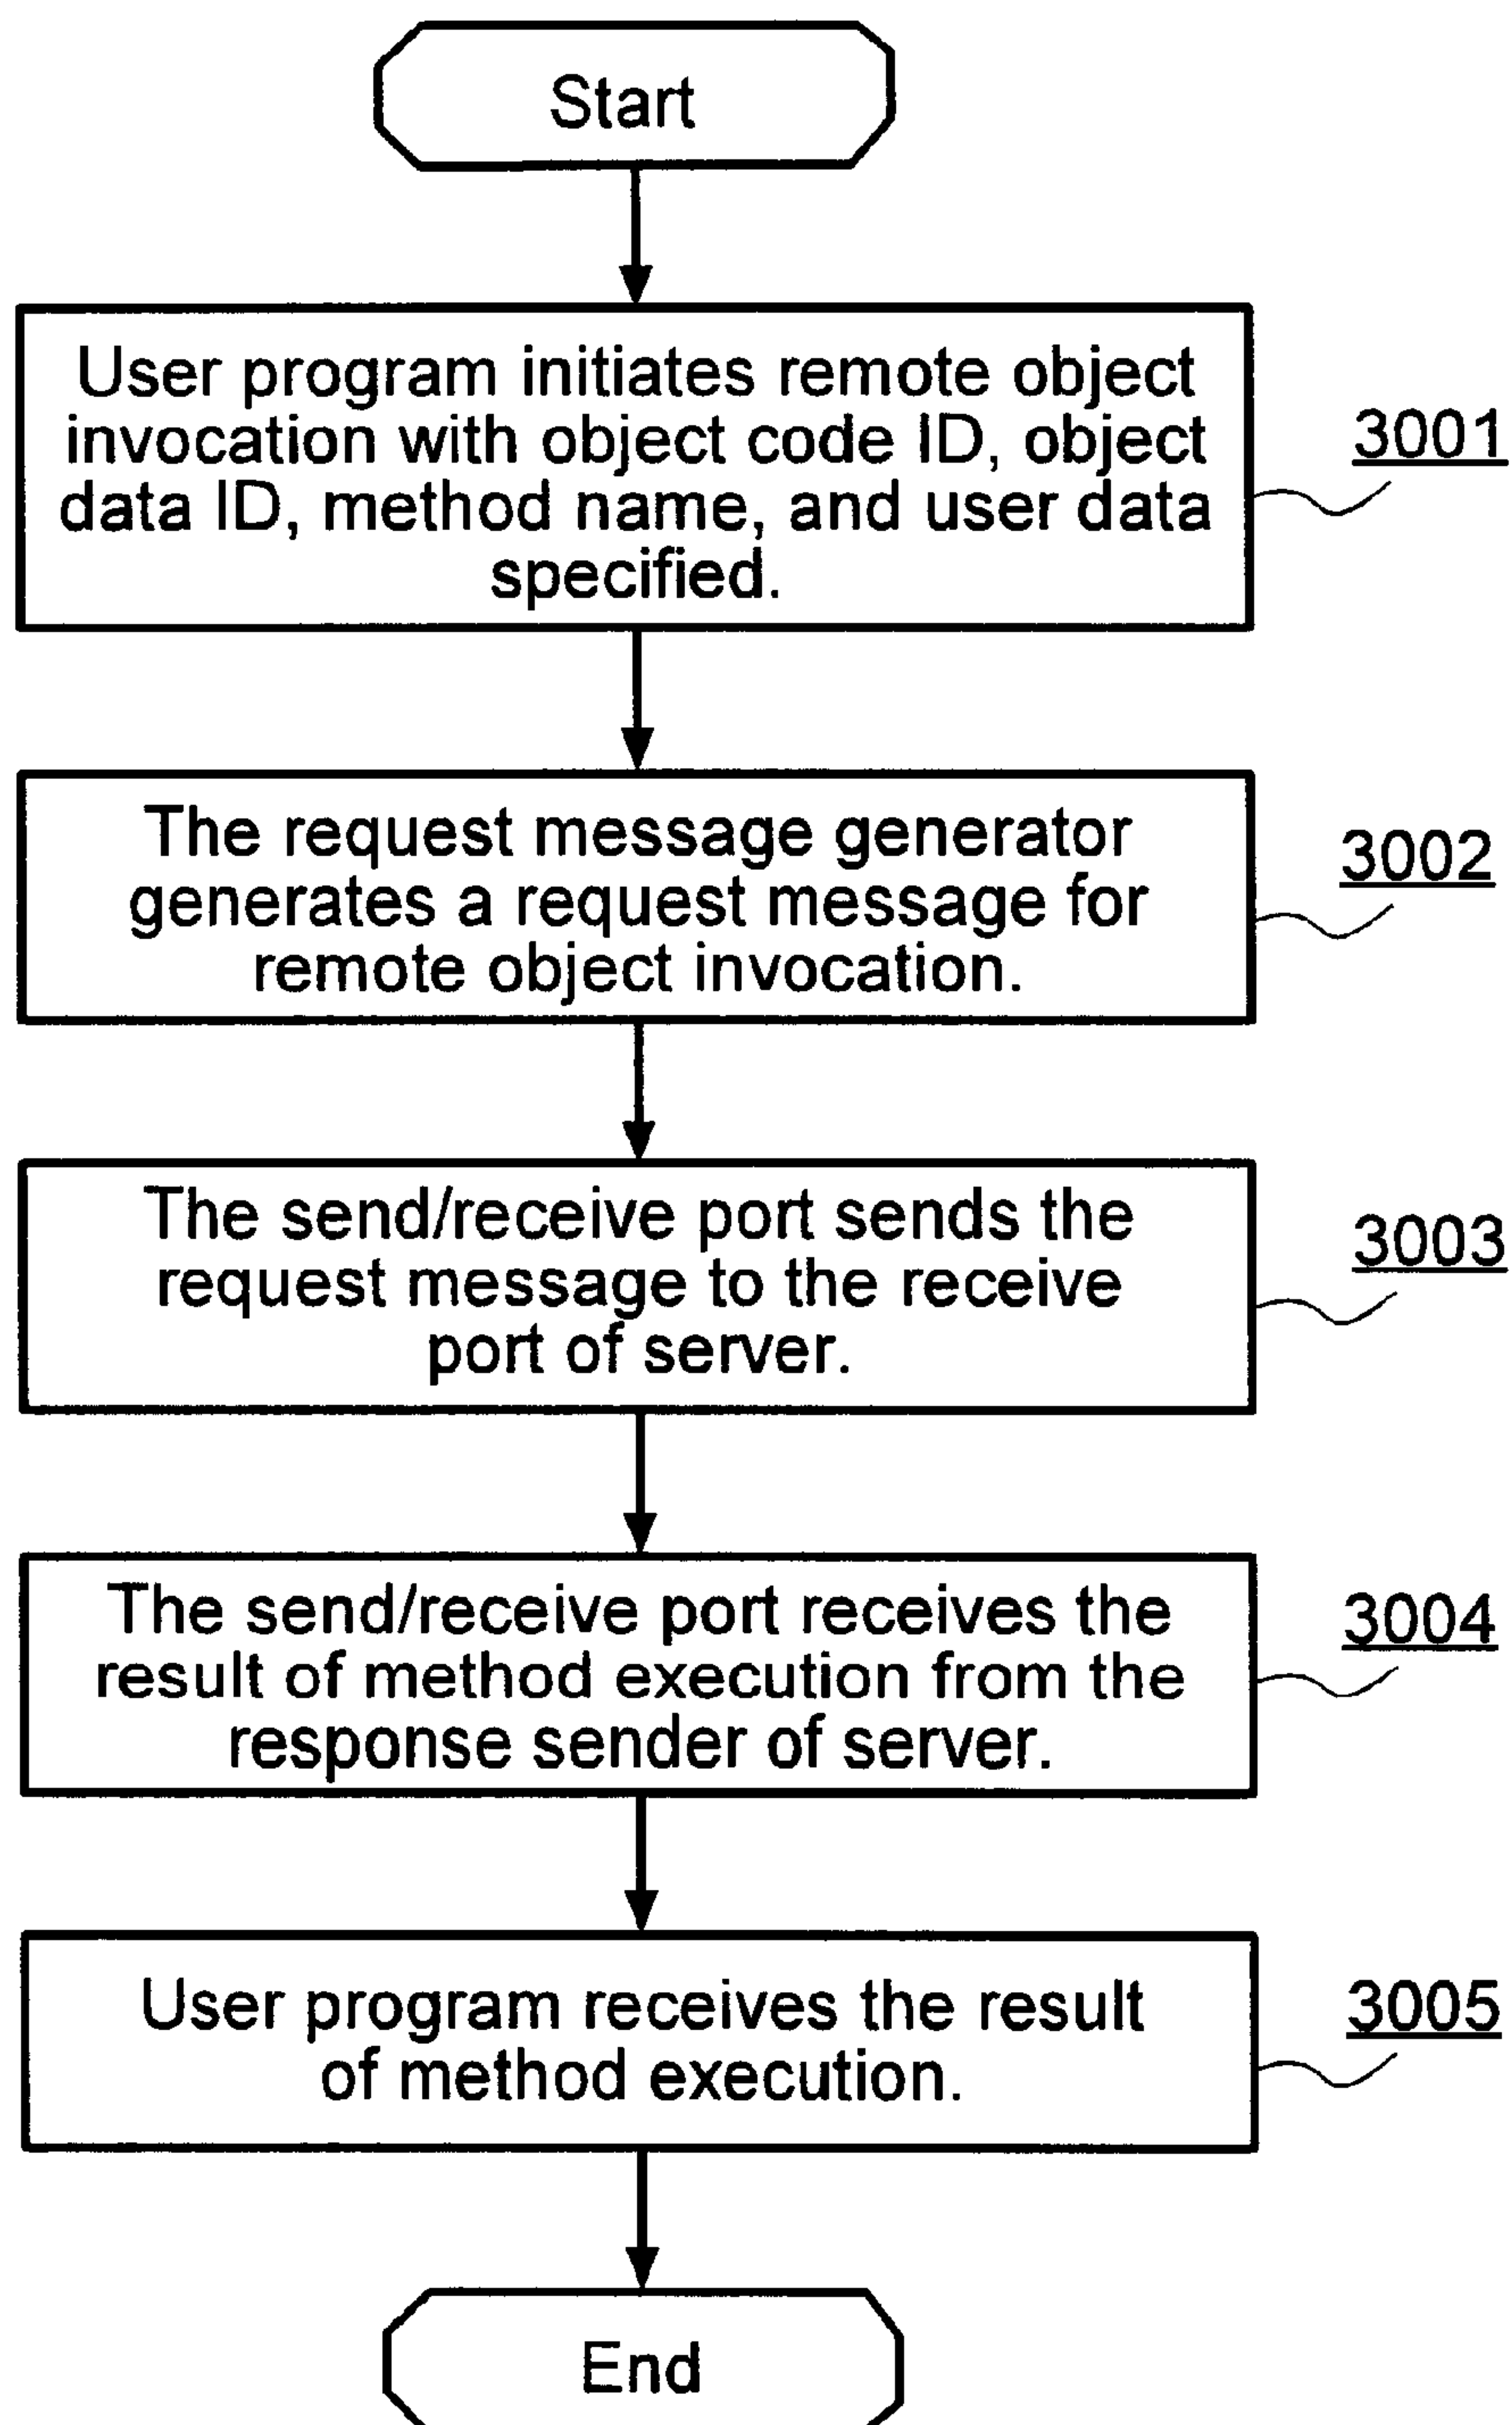 Start
User program initiates remote object
invocation with object code ID, object
data ID, method name, and user data
specified.
3001
The request message generator
generates a request message for
remote object invocation.
3002
The send/receive port sends the
request message to the receive
port of server.
3003
The send/receive port receives the
result of method execution from the
response sender of server.
3004
User program receives the result
of method execution.
3005
End